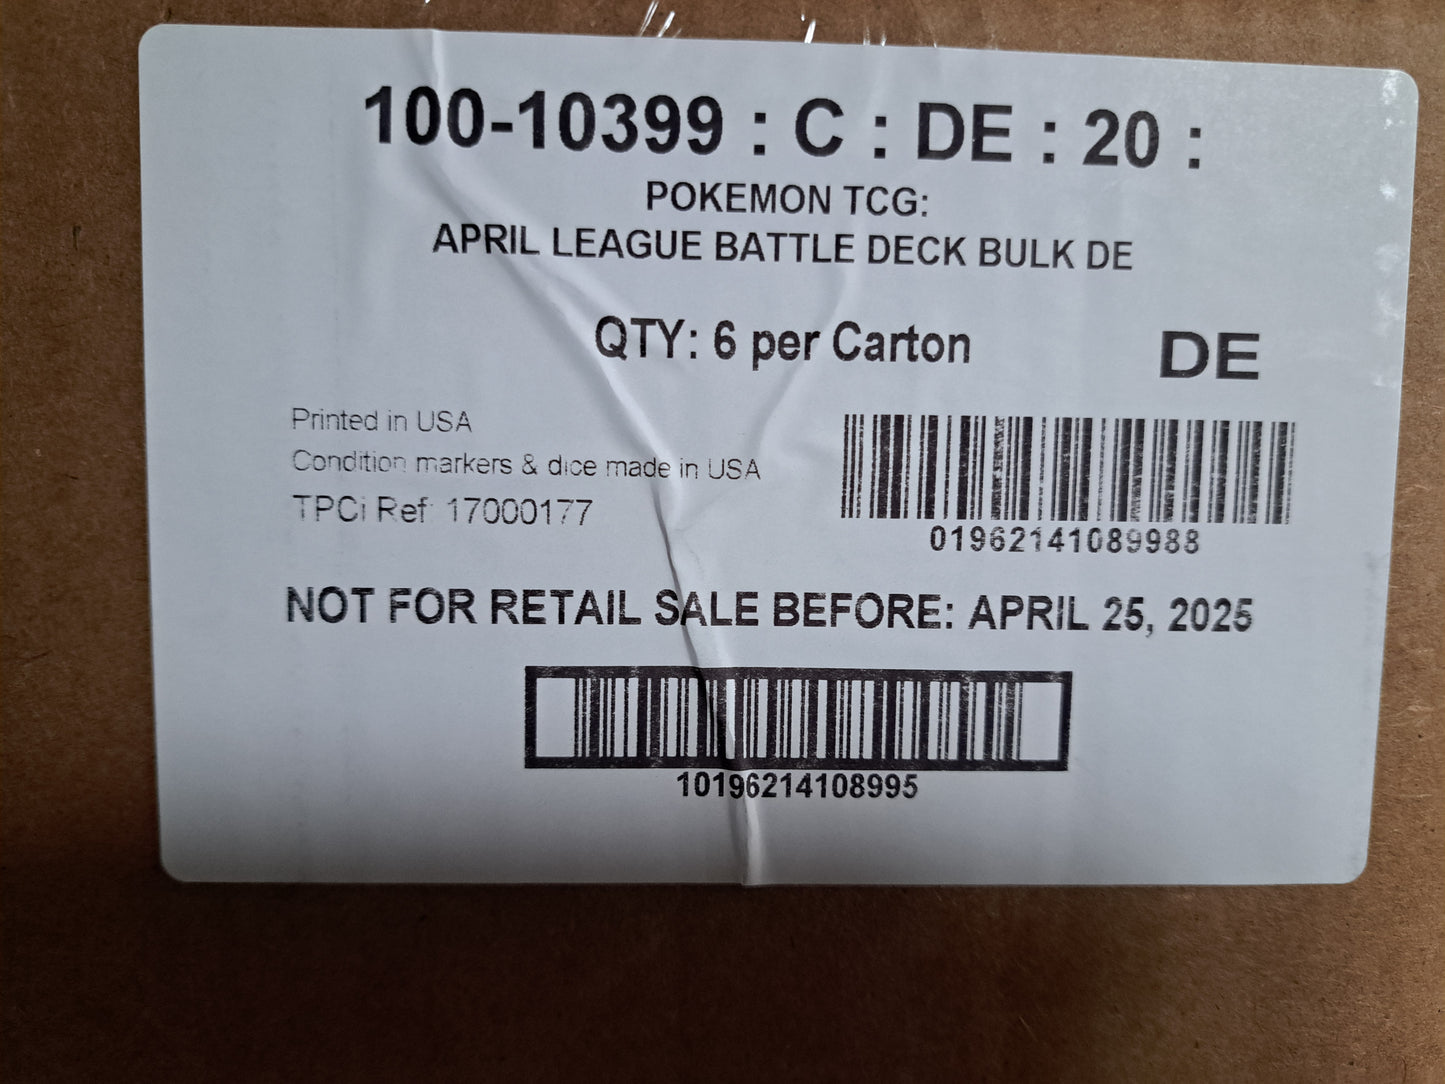 100-10399 : C : DE : 20 :
POKEMON TCG:
APRIL LEAGUE BATTLE DECK BULK DE
QTY: 6 per Carton
DE
Printed in USA
Condition markers & dice made in USA
TPCi Ref: 17000177
01962141089988
NOT FOR RETAIL SALE BEFORE: APRIL 25, 2025
10196214108995